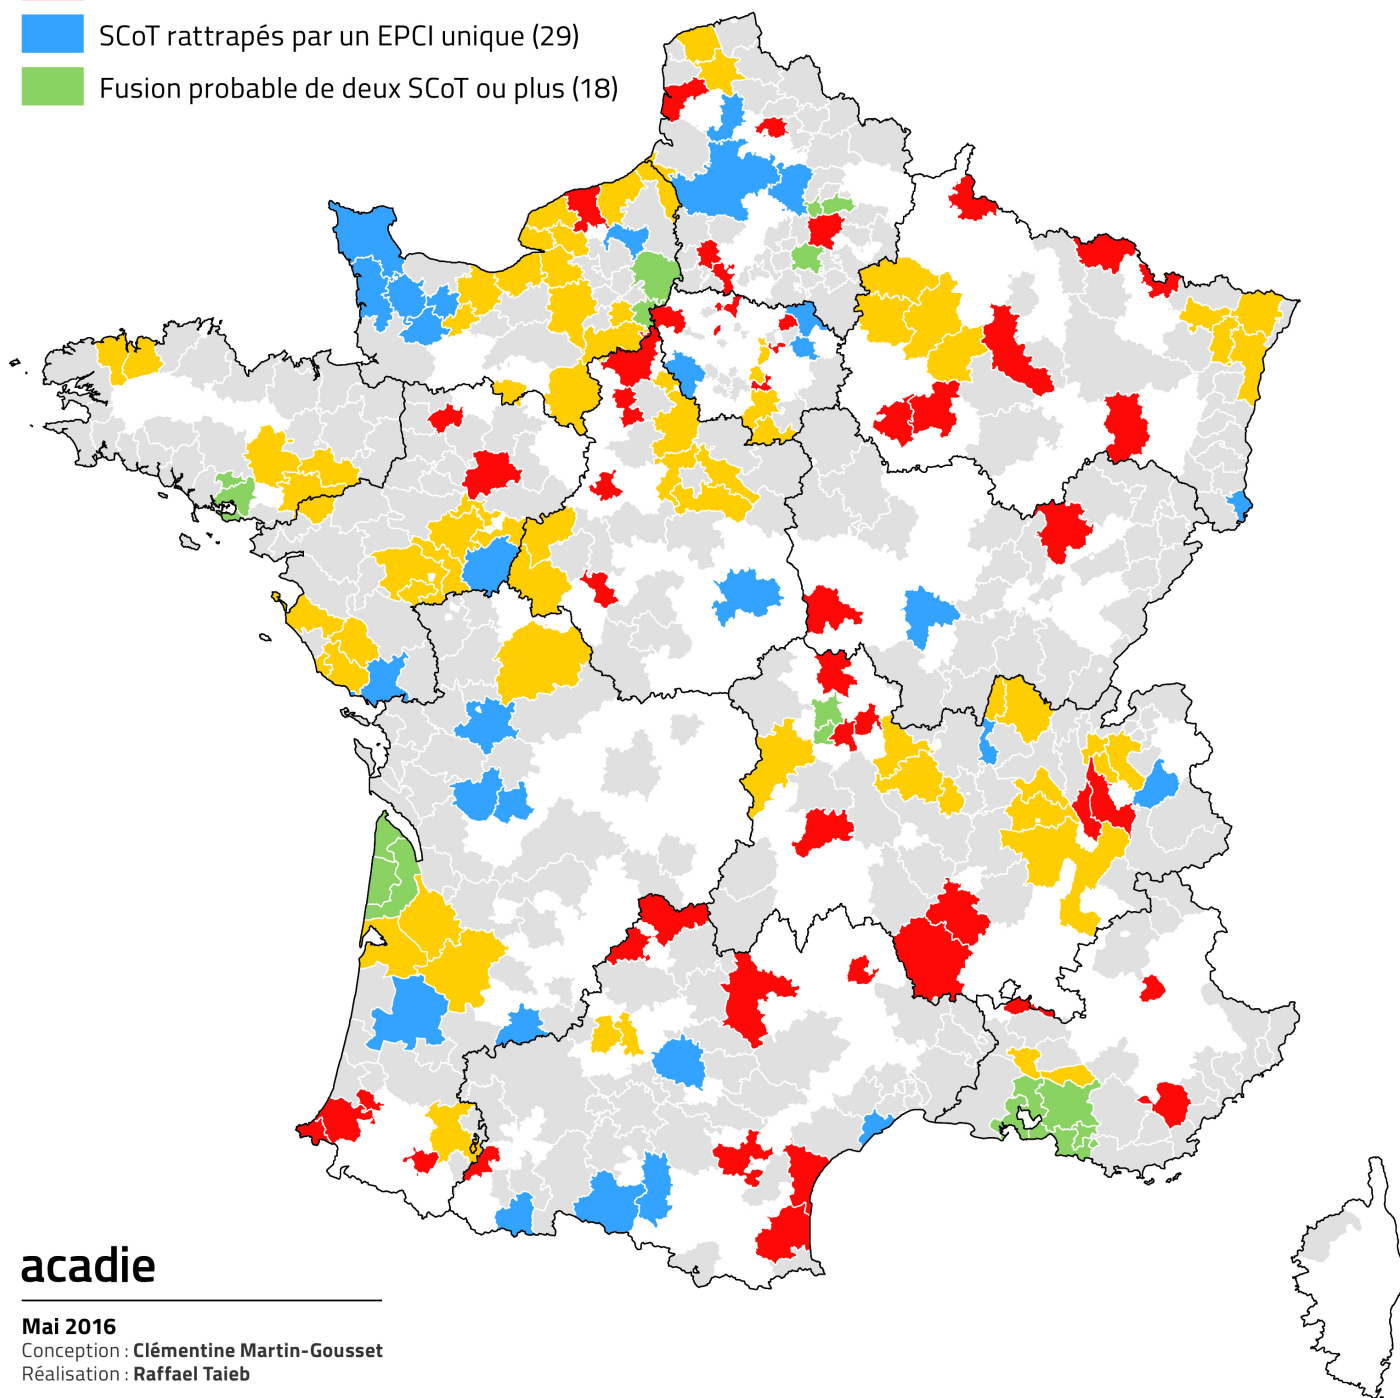 SCoT rattrapés par un EPCI unique (29)
Fusion probable de deux SCoT ou plus (18)
acadie
Mai 2016
Conception : Clémentine Martin-Gousset
Réalisation : Raffael Taieb